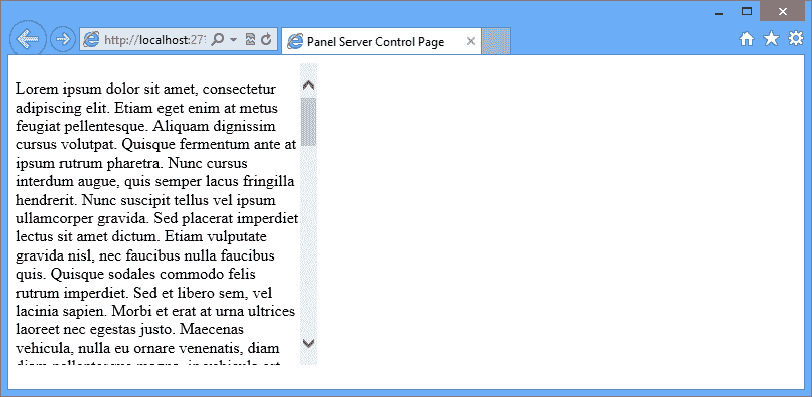 http://localhost:27
Panel Server Control Page
Lorem ipsum dolor sit amet, consectetur
adipiscing elit. Etiam eget enim at metus
feugiat pellentesque. Aliquam dignissim
cursus volutpat. Quisque fermentum ante at
ipsum rutrum pharetra. Nunc cursus
interdum augue, quis semper lacus fringilla
hendrerit. Nunc suscipit tellus vel ipsum
ullamcorper gravida. Sed placerat imperdiet
lectus sit amet dictum. Etiam vulputate
gravida nisl, nec faucibus nulla faucibus
quis. Quisque sodales commodo felis
rutrum imperdiet. Sed et libero sem, vel
lacinia sapien. Morbi et erat at urna ultrices
laoreet nec egestas justo. Maecenas
vehicula, nulla eu ornare venenatis, diam